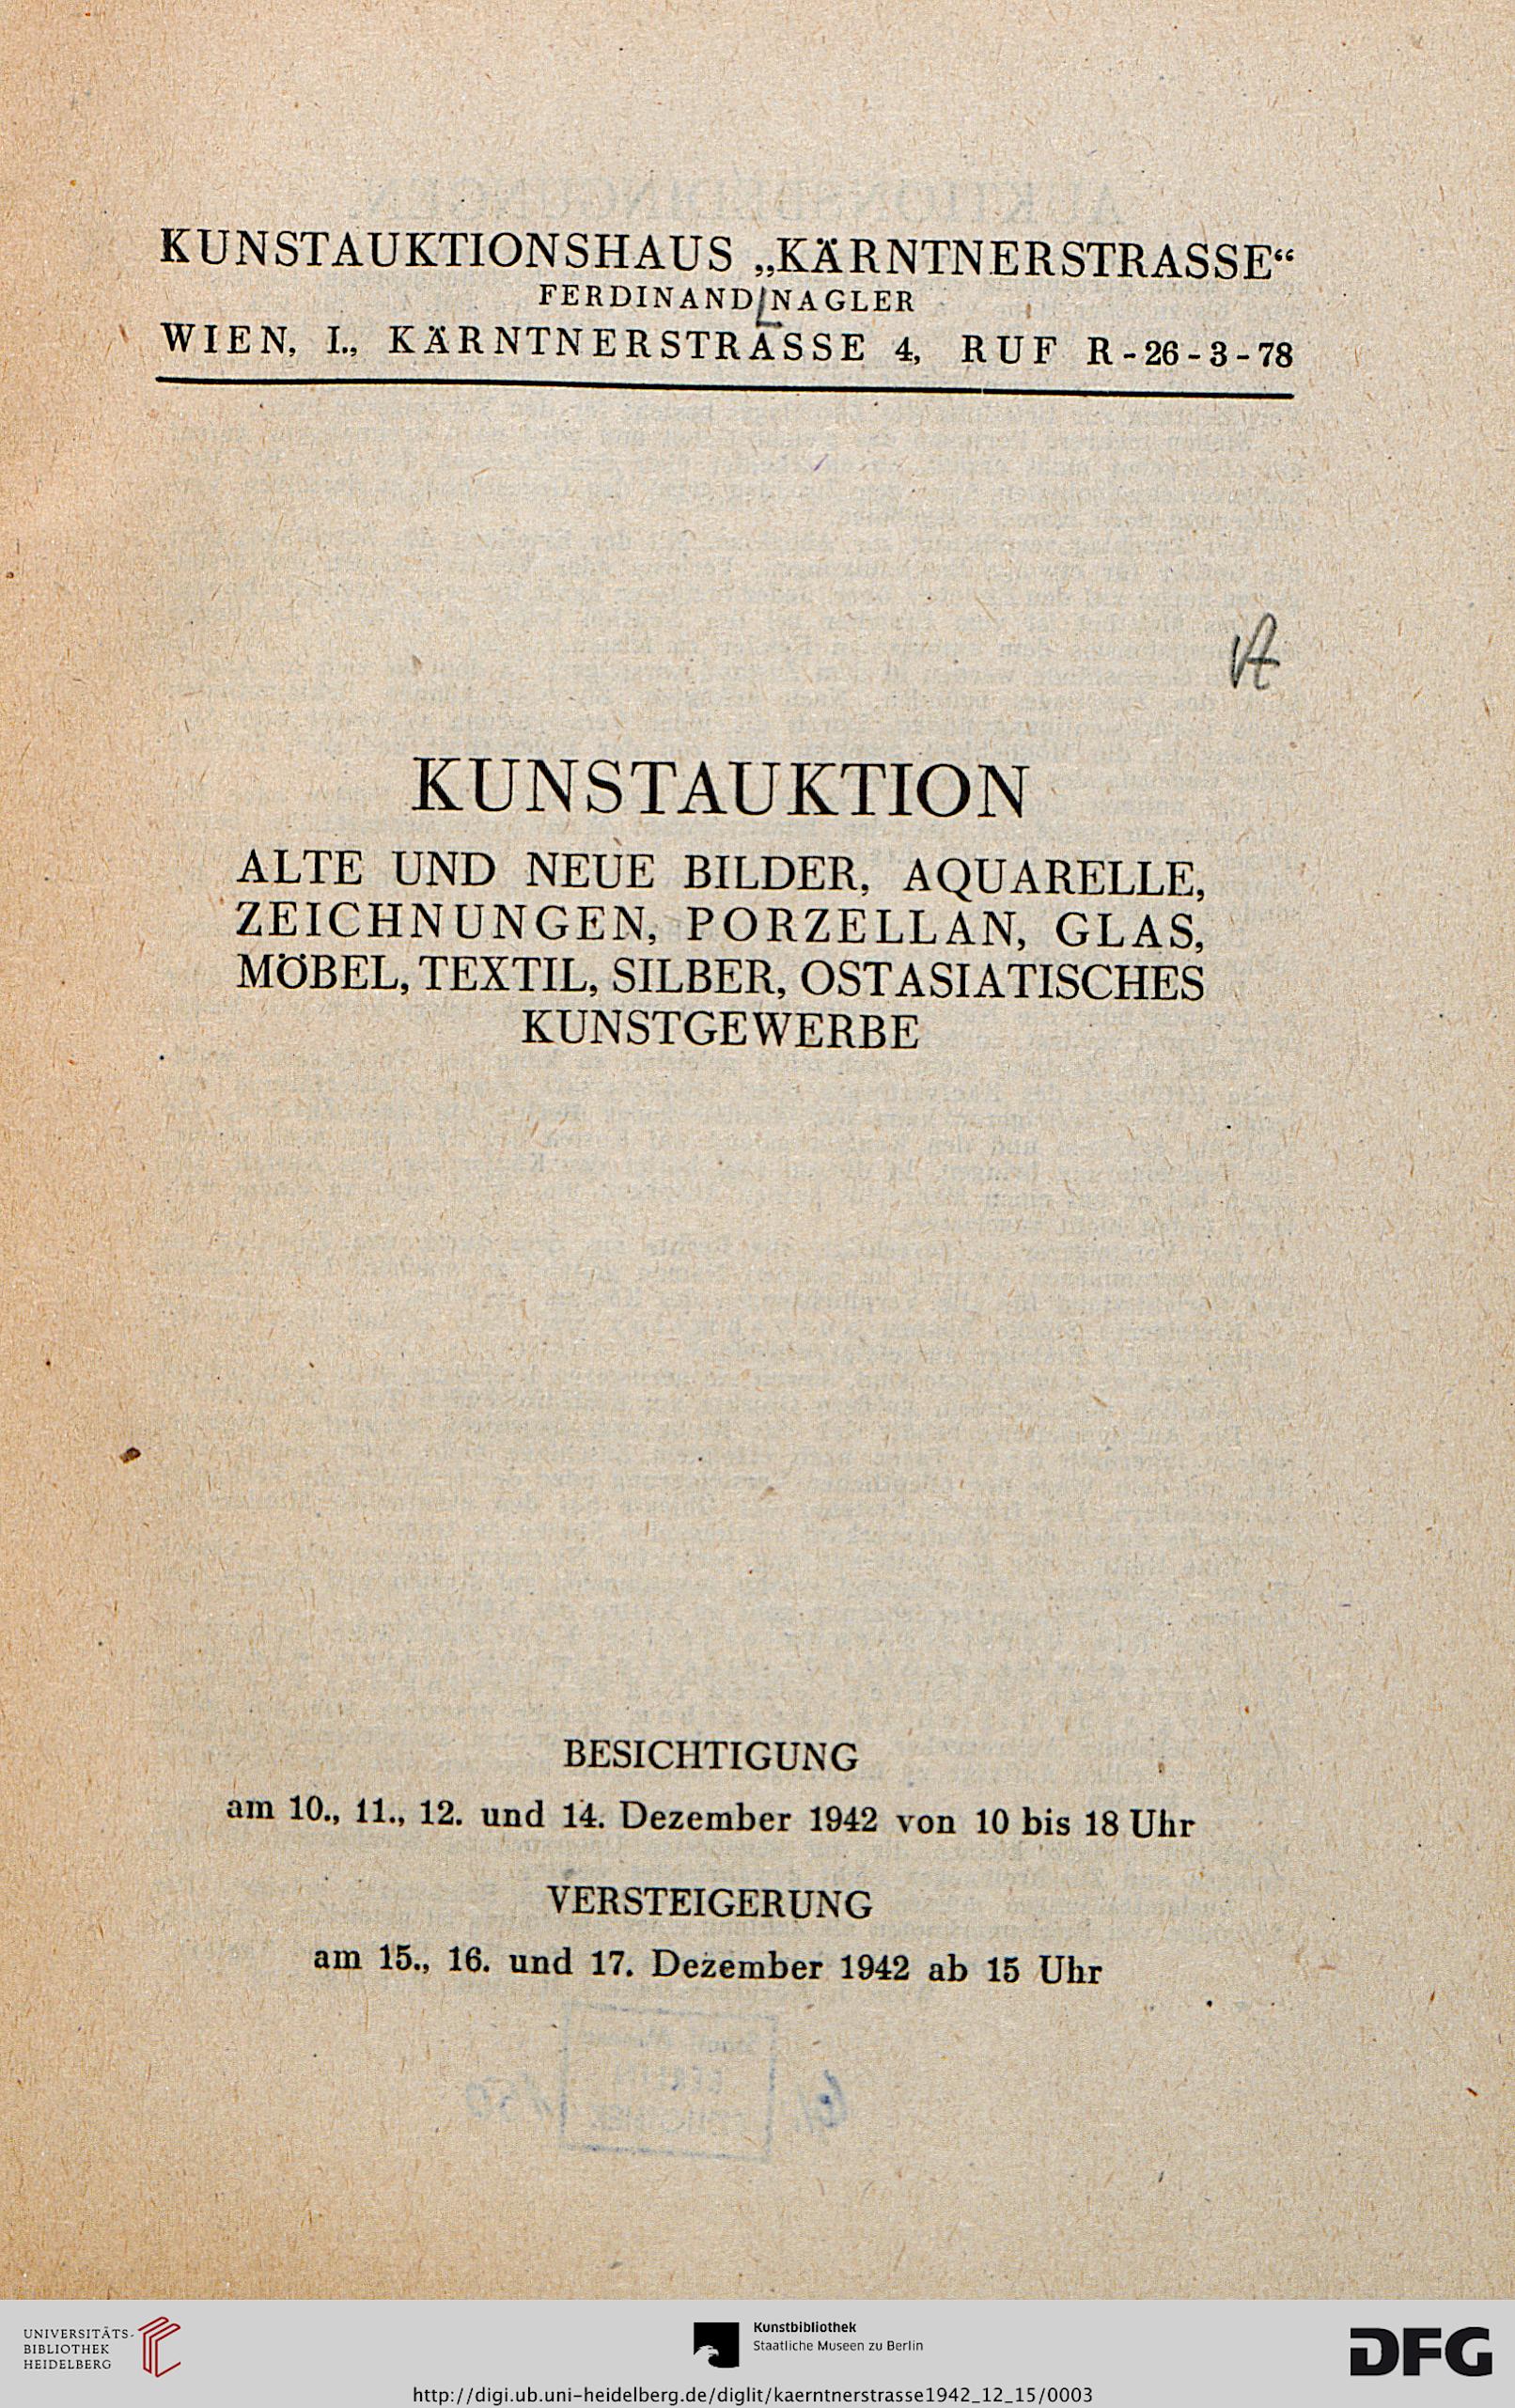 KUNSTAUKTIONSHAUS „KÄRNTNERSTRASSE“
FERDINAND NAGLER
WIEN, I., KÄRNTNERSTRASSE 4, RUF R-26-3-78
KUNSTAUKTION
ALTE UND NEUE BILDER, AQUARELLE,
ZEICHNUNGEN, PORZELLAN, GLAS,
MÖBEL, TEXTIL, SILBER, OSTASIATISCHES
KUNSTGEWERBE
BESICHTIGUNG
am 10., 11., 12. und 14. Dezember 1942 von 10 bis 18 Uhr
VERSTEIGERUNG
am 15., 16. und 17. Dezember 1942 ab 15 Uhr
UNIVERSITÄTS-
BIBLIOTHEK
HEIDELBERG
Kunstbibliothek
Staatliche Museen zu Berlin
DFG
http://digi.ub.uni-heidelberg.de/diglit/kaerntnerstrasse1942_12_15/0003